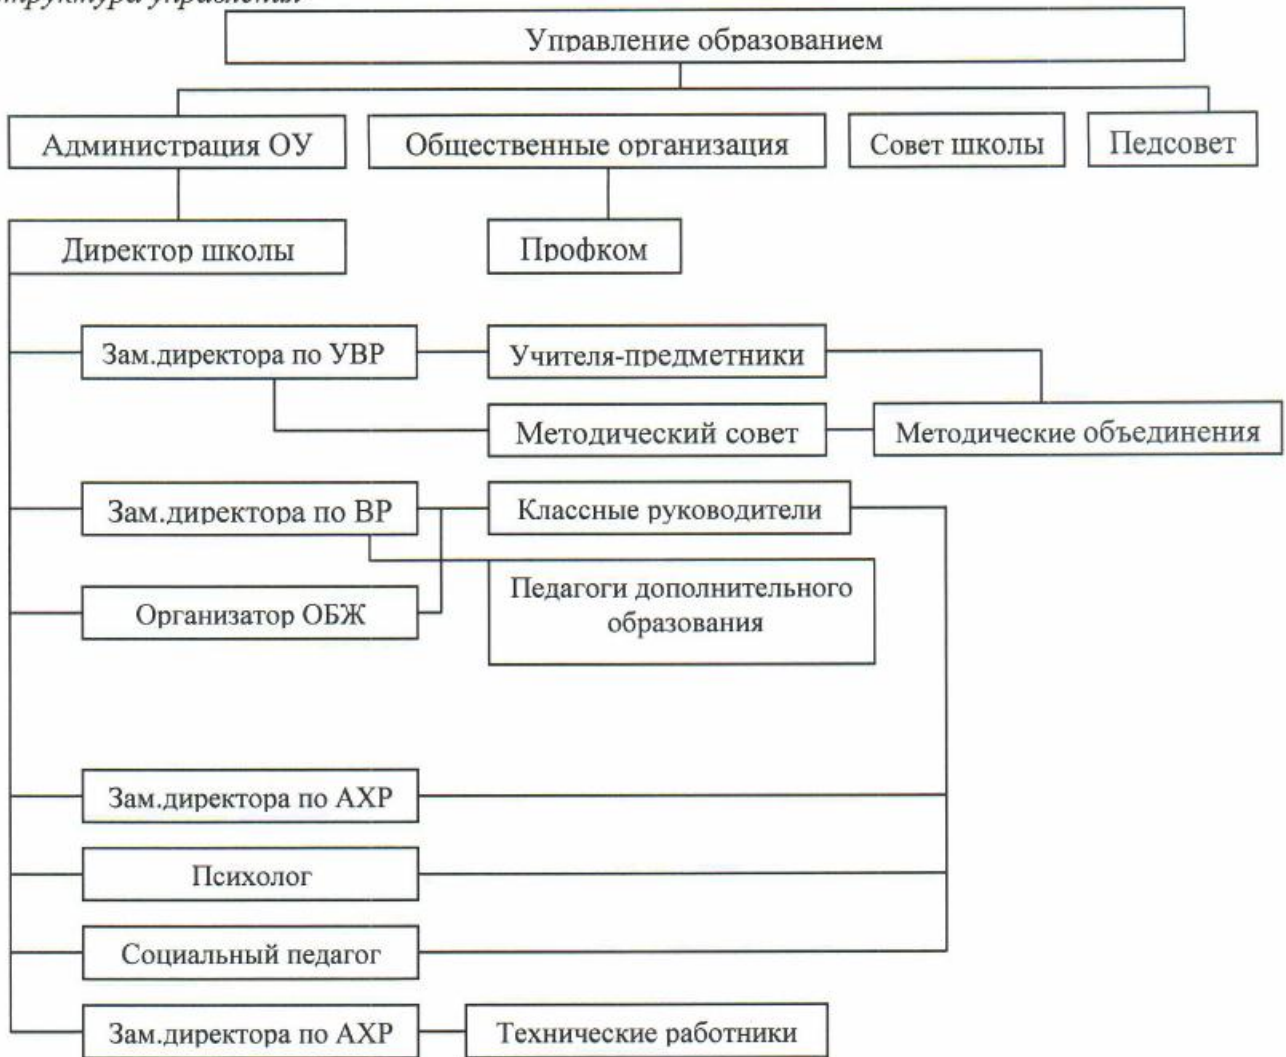 структура управления
Управление образованием
Администрация ОУ
Общественные организация
Совет школы
Педсовет
Директор школы
Профком
Зам.директора по УВР
Учителя-предметники
Методический совет
Методические объединения
Зам.директора по ВР
Классные руководители
Организатор ОБЖ
Педагоги дополнительного
образования
Зам.директора по АХР
Психолог
Социальный педагог
Зам.директора по АХР
Технические работники